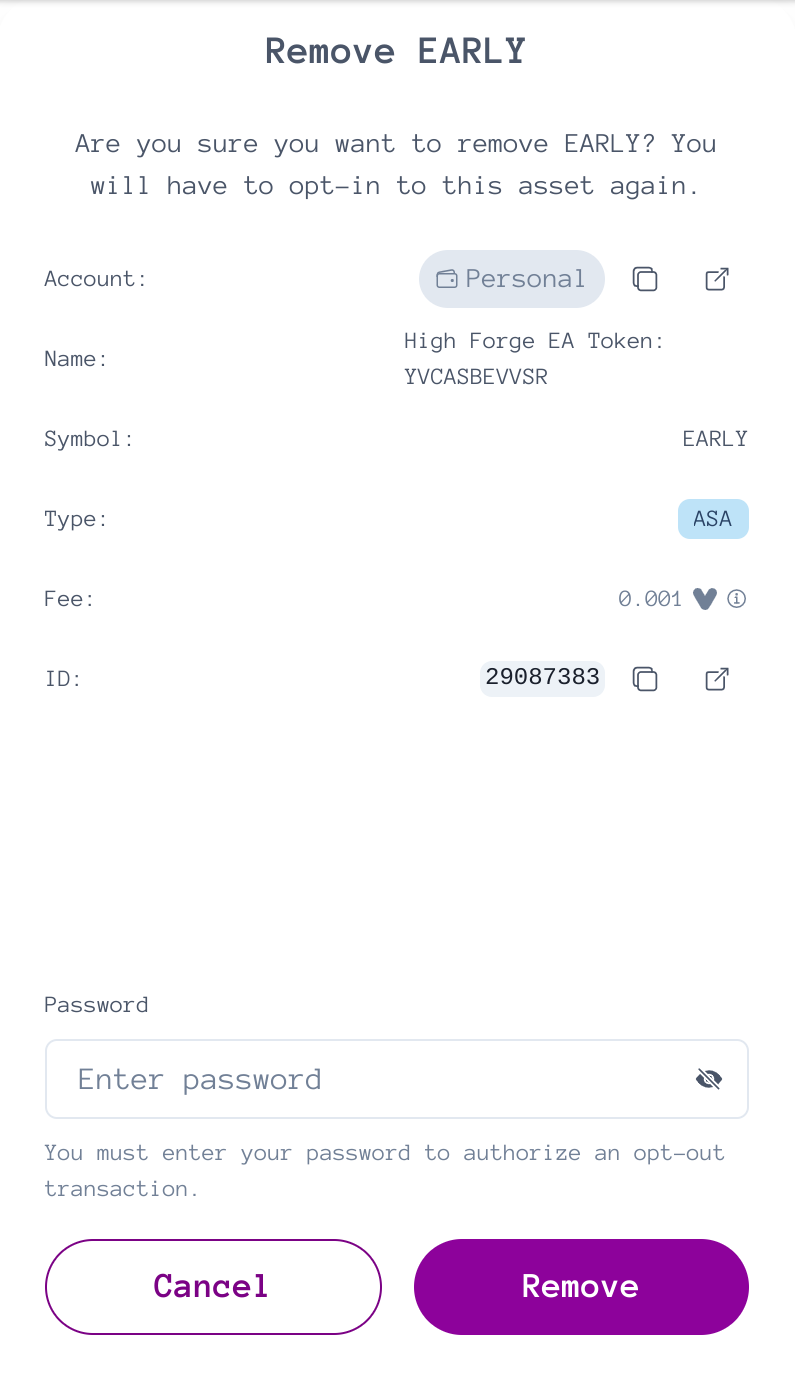 Remove EARLY
Are you sure you want to remove EARLY? You
will have to opt-in to this asset again.
Account:
Personal
Name:
High Forge EA Token:
YVCASBEVVSR
Symbol:
EARLY
Type:
ASA
Fee:
0.001
ID:
29087383
Password
Enter password
You must enter your password to authorize an opt-out
transaction.
Cancel
Remove